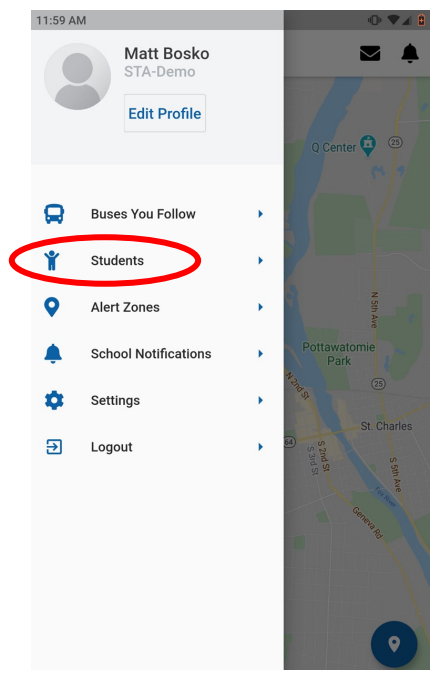 11:59 AM
Matt Bosko
STA-Demo
Edit Profile
Buses You Follow
Students
Alert Zones
School Notifications
Settings
Logout
Q Center
25
N 5th Ave
Pottawatomie
Park
N 2nd St
25
St. Charles
64
S 2nd St
S 3rd St
S 5th Ave
Fox River
Geneva Rd